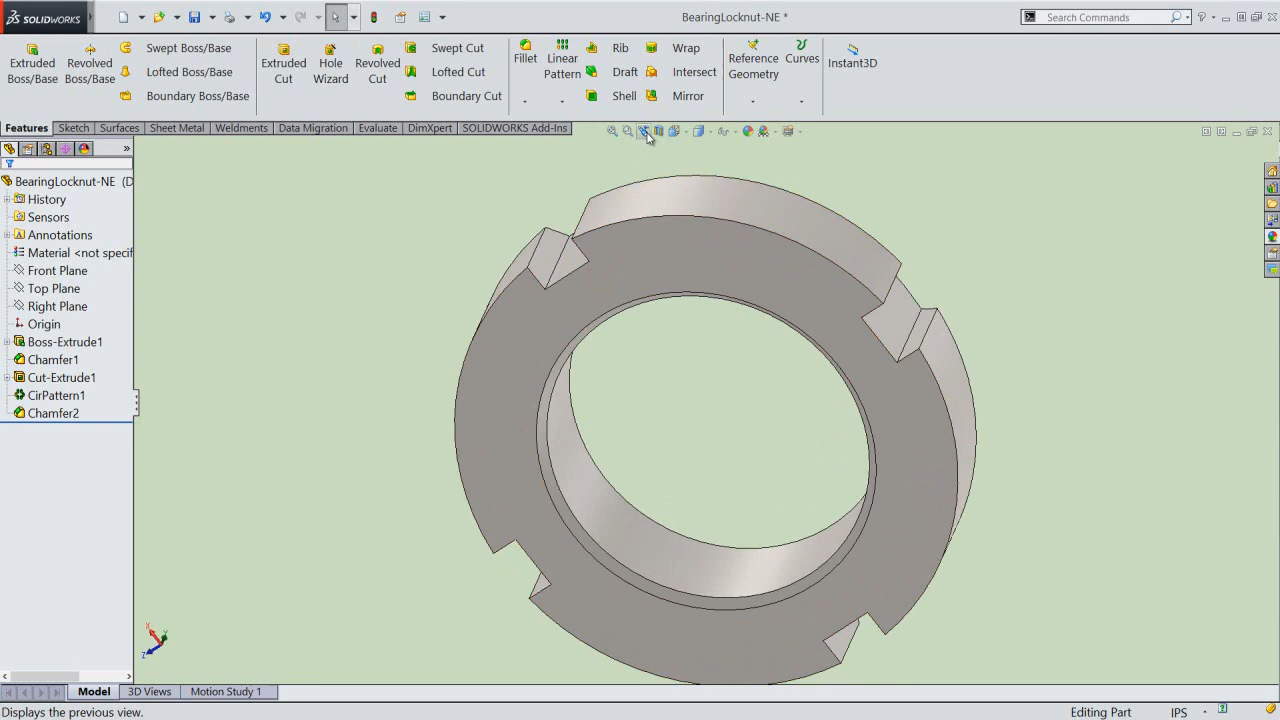 SOLIDWORKS
BearingLocknut-NE *
Search Commands
Extruded Boss/Base
Revolved Boss/Base
Swept Boss/Base
Lofted Boss/Base
Boundary Boss/Base
Extruded Cut
Hole Wizard
Revolved Cut
Swept Cut
Lofted Cut
Boundary Cut
Fillet
Linear Pattern
Rib
Draft
Shell
Wrap
Intersect
Mirror
Reference Geometry
Curves
Instant3D
Features Sketch Surfaces Sheet Metal Weldments Data Migration Evaluate DimXpert SOLIDWORKS Add-Ins
BearingLocknut-NE (D
History
Sensors
Annotations
Material <not specif
Front Plane
Top Plane
Right Plane
Origin
Boss-Extrude1
Chamfer1
Cut-Extrude1
CirPattern1
Chamfer2
X
Y
Z
Model 3D Views Motion Study 1
Displays the previous view.
Editing Part
IPS